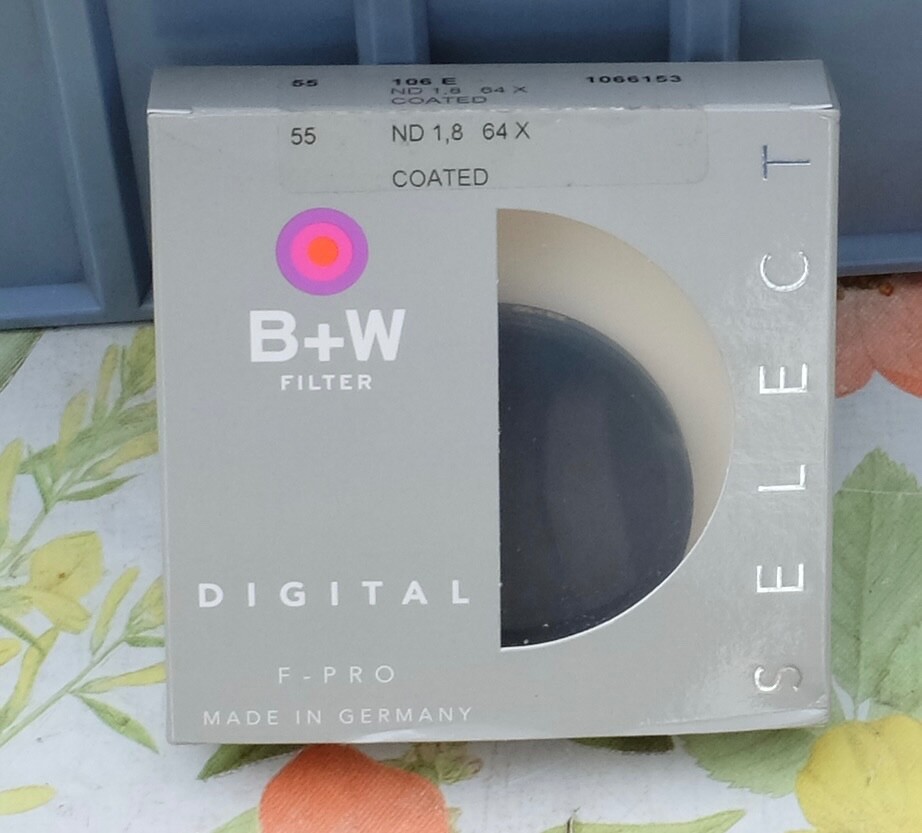 55 106 E 1066153
ND 1,8 64 X
COATED
55 ND 1,8 64 X
COATED
B+W
FILTER
DIGITAL
F-PRO
MADE IN GERMANY
SELECT